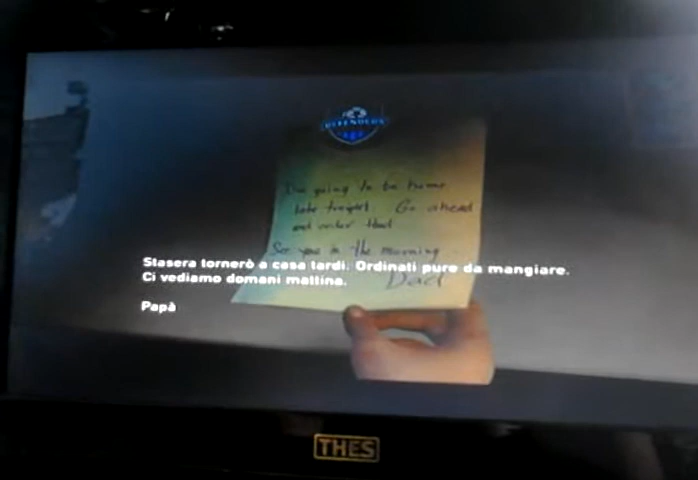 DEFENDERS
I'm going to be home
late tonight. Go ahead
and order food
See you in the morning
Dad
Stasera tornerò a casa tardi. Ordinati pure da mangiare.
Ci vediamo domani mattina.
Papà
THES